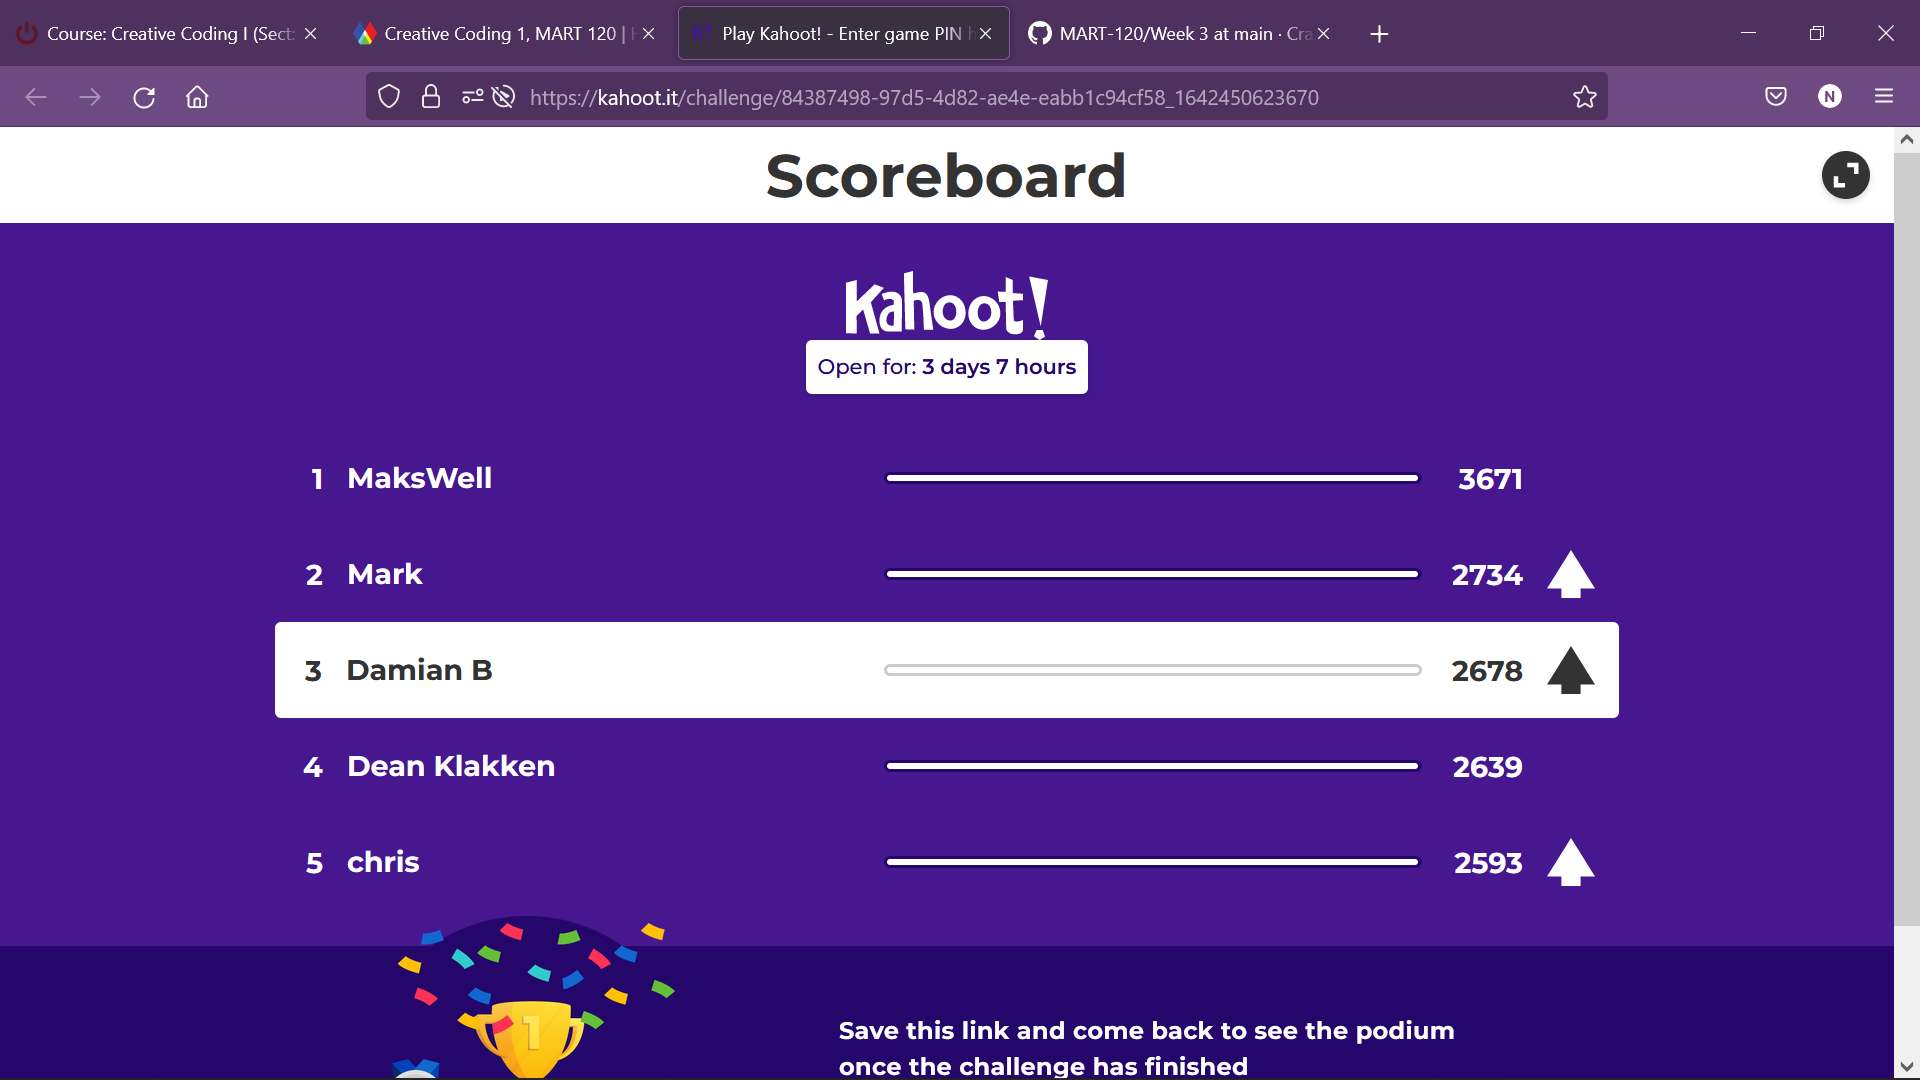 Course: Creative Coding I (Sect:
Creative Coding 1, MART 120 |
Play Kahoot! - Enter game PIN h
MART-120/Week 3 at main · Cra
https://kahoot.it/challenge/84387498-97d5-4d82-ae4e-eabb1c94cf58_1642450623670
N
Scoreboard
Kahoot!
Open for: 3 days 7 hours
1 MaksWell 3671
2 Mark 2734
3 Damian B 2678
4 Dean Klakken 2639
5 chris 2593
1
Save this link and come back to see the podium
once the challenge has finished